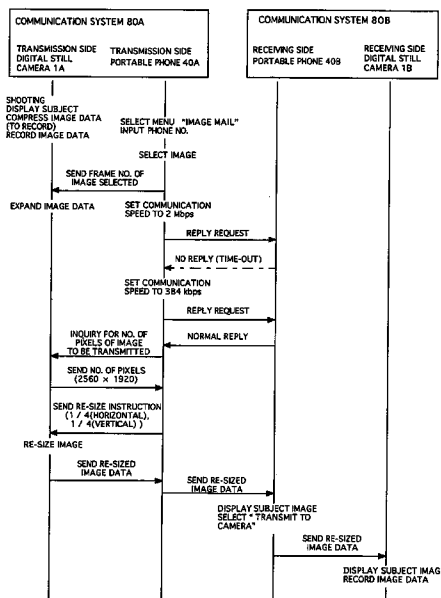 COMMUNICATION SYSTEM 80A
COMMUNICATION SYSTEM 80B
TRANSMISSION SIDE
DIGITAL STILL
CAMERA 1A
TRANSMISSION SIDE
PORTABLE PHONE 40A
RECEIVING SIDE
PORTABLE PHONE 40B
RECEIVING SIDE
DIGITAL STILL
CAMERA 1B
SHOOTING
DISPLAY SUBJECT
COMPRESS IMAGE DATA
(TO RECORD)
RECORD IMAGE DATA
SELECT MENU "IMAGE MAIL"
INPUT PHONE NO.
SELECT IMAGE
SEND FRAME NO. OF
IMAGE SELECTED
EXPAND IMAGE DATA
SET COMMUNICATION
SPEED TO 2 Mbps
REPLY REQUEST
NO REPLY (TIME-OUT)
SET COMMUNICATION
SPEED TO 384 kbps
REPLY REQUEST
INQUIRY FOR NO. OF
PIXELS OF IMAGE
TO BE TRANSMITTED
NORMAL REPLY
SEND NO. OF PIXELS
(2560 × 1920)
SEND RE-SIZE INSTRUCTION
(1 / 4(HORIZONTAL),
1 / 4(VERTICAL) )
RE-SIZE IMAGE
SEND RE-SIZED
IMAGE DATA
SEND RE-SIZED
IMAGE DATA
DISPLAY SUBJECT IMAGE
SELECT " TRANSMIT TO
CAMERA"
SEND RE-SIZED
IMAGE DATA
DISPLAY SUBJECT IMAG
RECORD IMAGE DATA